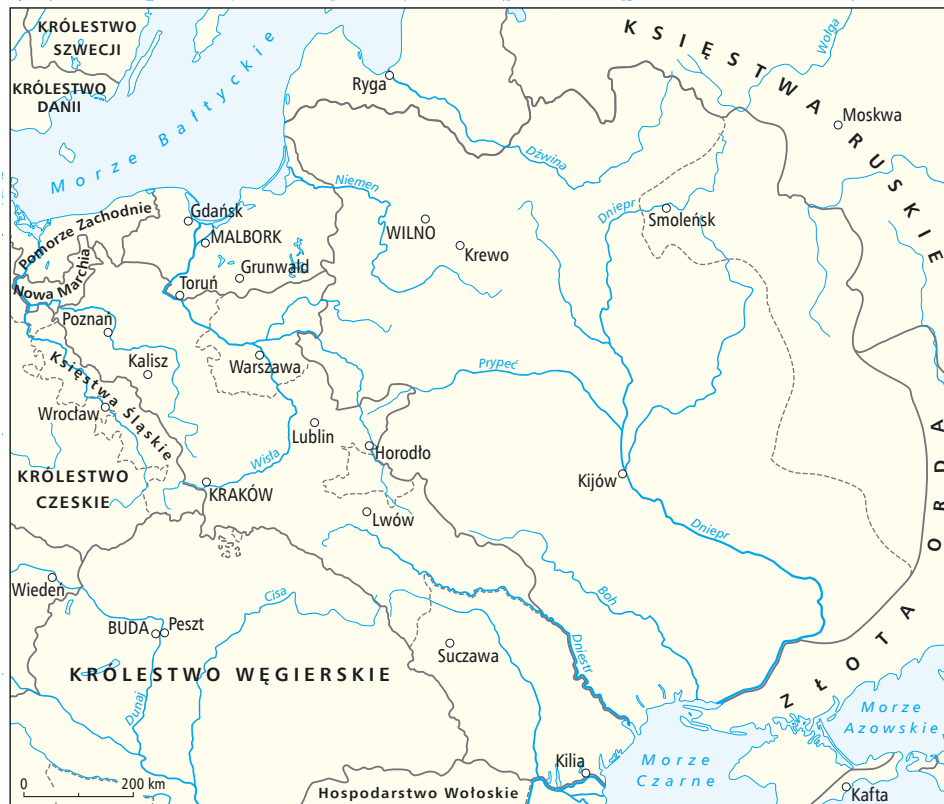 KRÓLESTWO
SZWECJI
KRÓLESTWO
DANII
Morze Bałtyckie
Ryga
KSIĘSTWA RUSKIE
Wołga
Moskwa
Dźwina
Niemen
Dniepr
Smoleńsk
Pomorze Zachodnie
Gdańsk
MALBORK
WILNO
Krewo
Nowa Marchia
Grunwald
Toruń
Poznań
Kalisz
Warszawa
Prypeć
Księstwa Śląskie
Wrocław
Lublin
Horodło
Wisła
KRÓLESTWO
CZESKIE
KRAKÓW
Kijów
Lwów
Dniepr
ZŁOTA ORDA
Wiedeń
Cisa
Boh
BUDA
Peszt
Suczawa
Dniestr
KRÓLESTWO WĘGIERSKIE
Dunaj
Morze
Azowskie
Kilia
Morze
Czarne
0 200 km
Hospodarstwo Wołoskie
Kafta